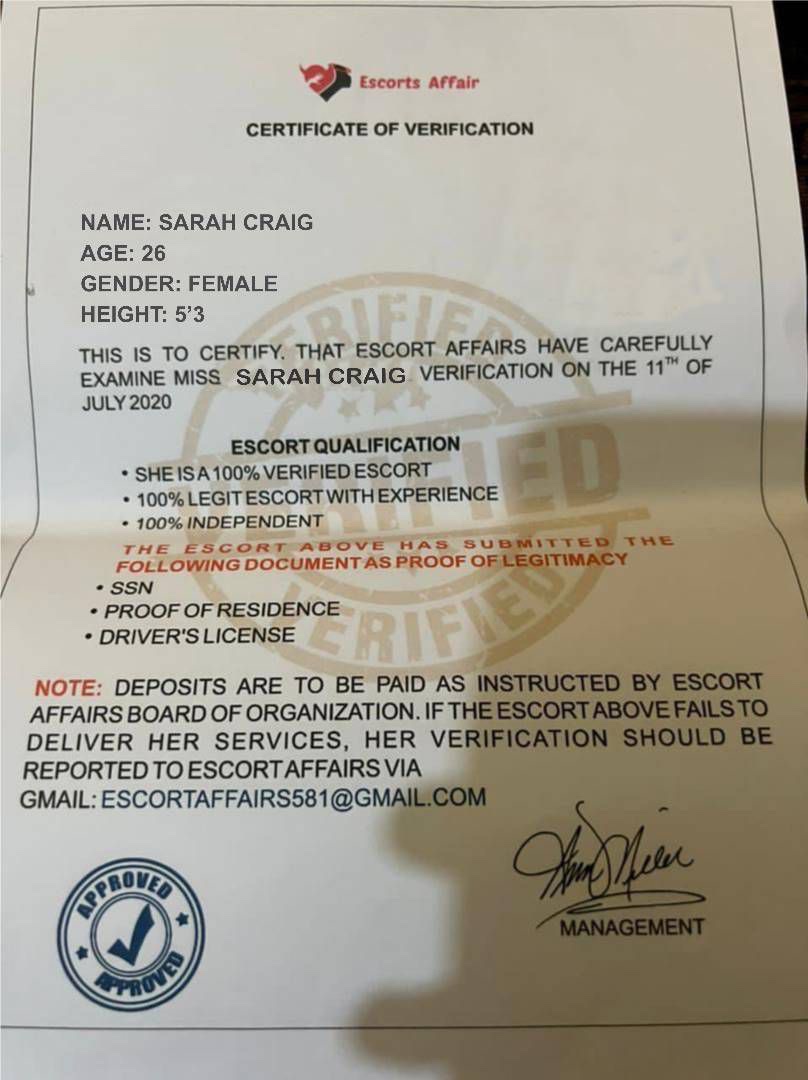 Escorts Affair
CERTIFICATE OF VERIFICATION
NAME: SARAH CRAIG
AGE: 26
GENDER: FEMALE
HEIGHT: 5’3
THIS IS TO CERTIFY. THAT ESCORT AFFAIRS HAVE CAREFULLY
EXAMINE MISS SARAH CRAIG VERIFICATION ON THE 11TH OF
JULY 2020
ESCORT QUALIFICATION
• SHE IS A 100% VERIFIED ESCORT
• 100% LEGIT ESCORT WITH EXPERIENCE
• 100% INDEPENDENT
THE ESCORT ABOVE HAS SUBMITTED THE
FOLLOWING DOCUMENT AS PROOF OF LEGITIMACY
• SSN
• PROOF OF RESIDENCE
• DRIVER'S LICENSE
NOTE: DEPOSITS ARE TO BE PAID AS INSTRUCTED BY ESCORT
AFFAIRS BOARD OF ORGANIZATION. IF THE ESCORT ABOVE FAILS TO
DELIVER HER SERVICES, HER VERIFICATION SHOULD BE
REPORTED TO ESCORT AFFAIRS VIA
GMAIL: ESCORTAFFAIRS581@GMAIL.COM
MANAGEMENT
APPROVED
APPROVED
VERIFIED
VERIFIED
VERIFIED